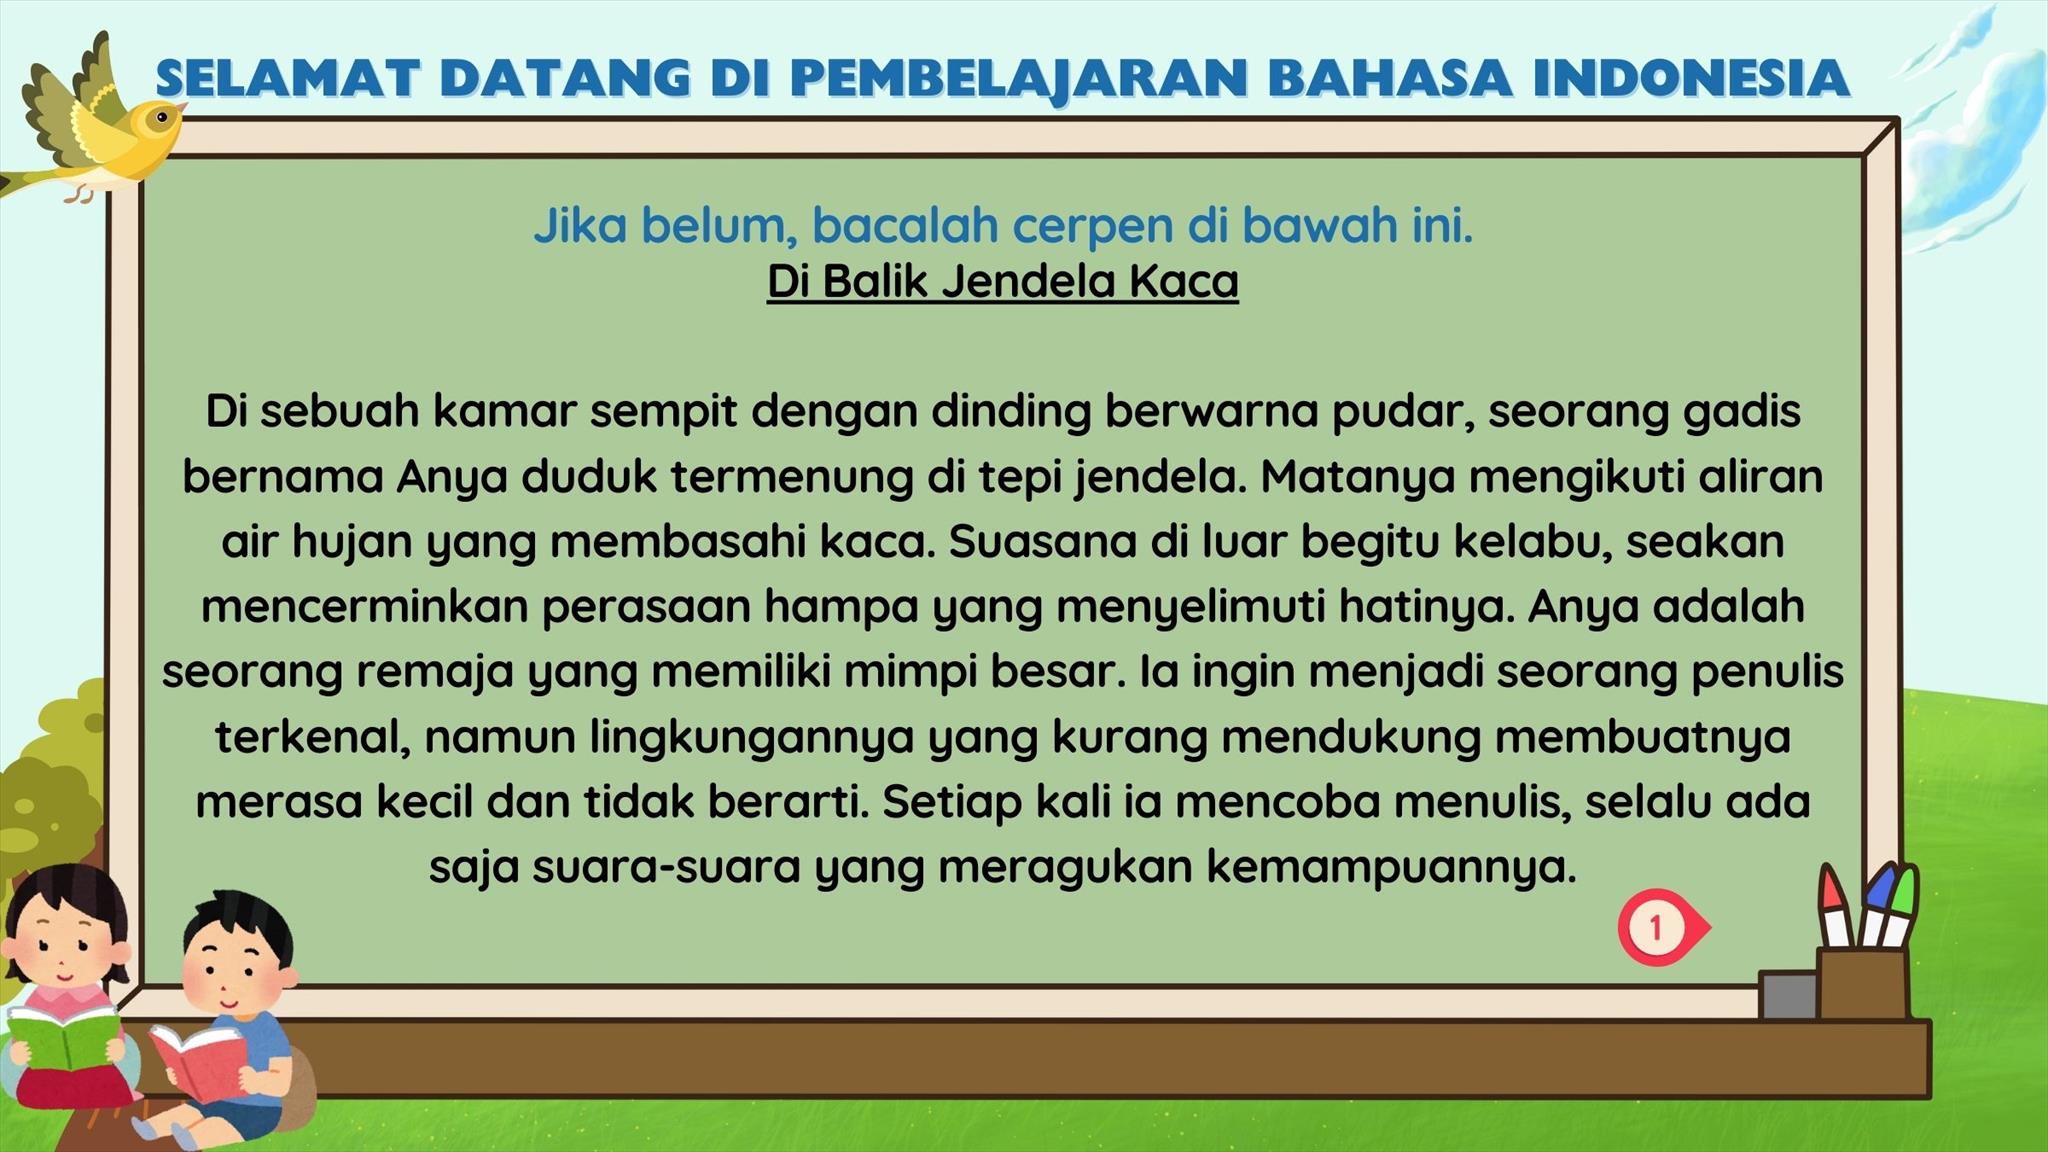 SELAMAT DATANG DI PEMBELAJARAN BAHASA INDONESIA
Jika belum, bacalah cerpen di bawah ini.
Di Balik Jendela Kaca
Di sebuah kamar sempit dengan dinding berwarna pudar, seorang gadis
bernama Anya duduk termenung di tepi jendela. Matanya mengikuti aliran
air hujan yang membasahi kaca. Suasana di luar begitu kelabu, seakan
mencerminkan perasaan hampa yang menyelimuti hatinya. Anya adalah
seorang remaja yang memiliki mimpi besar. Ia ingin menjadi seorang penulis
terkenal, namun lingkungannya yang kurang mendukung membuatnya
merasa kecil dan tidak berarti. Setiap kali ia mencoba menulis, selalu ada
saja suara-suara yang meragukan kemampuannya.
1